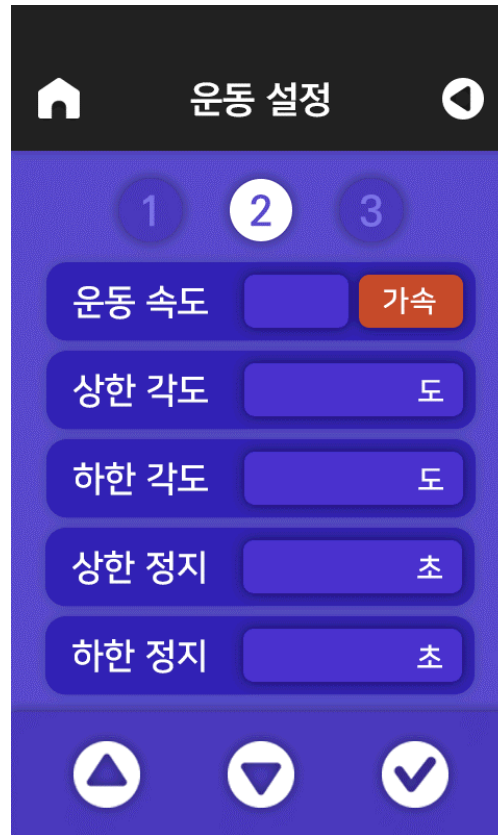 운동 설정
1 2 3
운동 속도 가속
상한 각도 도
하한 각도 도
상한 정지 초
하한 정지 초